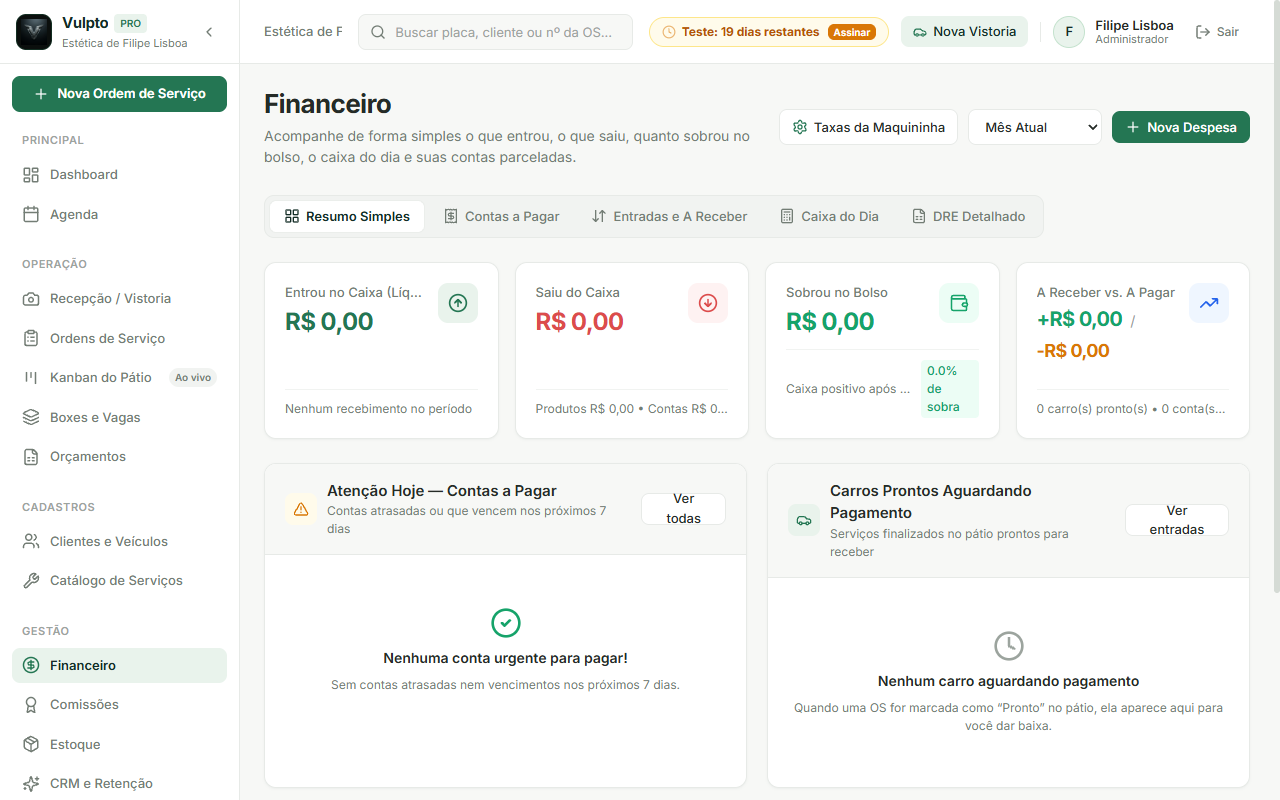 Vulpto PRO
Estética de Filipe Lisboa
Nova Ordem de Serviço
PRINCIPAL
Dashboard
Agenda
OPERAÇÃO
Recepção / Vistoria
Ordens de Serviço
Kanban do Pátio Ao vivo
Boxes e Vagas
Orçamentos
CADASTROS
Clientes e Veículos
Catálogo de Serviços
GESTÃO
Financeiro
Comissões
Estoque
CRM e Retenção
Estética de F
Buscar placa, cliente ou nº da OS...
Teste: 19 dias restantes Assinar
Nova Vistoria
F
Filipe Lisboa
Administrador
Sair
Financeiro
Acompanhe de forma simples o que entrou, o que saiu, quanto sobrou no
bolso, o caixa do dia e suas contas parceladas.
Taxas da Maquininha
Mês Atual
Nova Despesa
Resumo Simples
Contas a Pagar
Entradas e A Receber
Caixa do Dia
DRE Detalhado
Entrou no Caixa (Líq...
R$ 0,00
Nenhum recebimento no período
Saiu do Caixa
R$ 0,00
Produtos R$ 0,00 • Contas R$ 0...
Sobrou no Bolso
R$ 0,00
Caixa positivo após ...
0.0%
de
sobra
A Receber vs. A Pagar
+R$ 0,00 /
-R$ 0,00
0 carro(s) pronto(s) • 0 conta(s...
Atenção Hoje — Contas a Pagar
Contas atrasadas ou que vencem nos próximos 7
dias
Ver
todas
Nenhuma conta urgente para pagar!
Sem contas atrasadas nem vencimentos nos próximos 7 dias.
Carros Prontos Aguardando
Pagamento
Serviços finalizados no pátio prontos para
receber
Ver
entradas
Nenhum carro aguardando pagamento
Quando uma OS for marcada como “Pronto” no pátio, ela aparece aqui para
você dar baixa.